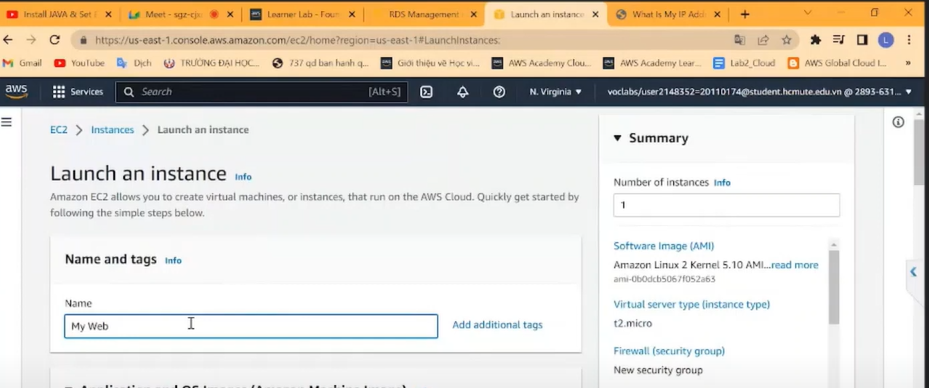 Install JAVA & Set J
Meet - sgz-cjx
Learner Lab - Foun
RDS Management
Launch an instance
What Is My IP Add
https://us-east-1.console.aws.amazon.com/ec2/home?region=us-east-1#LaunchInstances:
L
Gmail
YouTube
Dịch
TRƯỜNG ĐẠI HỌC...
737 qd ban hanh q...
Giới thiệu về Học vi...
AWS Academy Clou...
AWS Academy Lear...
Lab2_Cloud
AWS Global Cloud I...
»
aws
Services
Search
[Alt+S]
N. Virginia
voclabs/user2148352=20110174@student.hcmute.edu.vn @ 2893-631...
EC2 > Instances > Launch an instance
Launch an instance Info
Amazon EC2 allows you to create virtual machines, or instances, that run on the AWS Cloud. Quickly get started by
following the simple steps below.
Name and tags Info
Name
My Web
Add additional tags
Application and OS Images (Amazon Machine Image)
Summary
Number of instances Info
1
Software Image (AMI)
Amazon Linux 2 Kernel 5.10 AMI...read more
ami-0b0dcb5067f052a63
Virtual server type (instance type)
t2.micro
Firewall (security group)
New security group